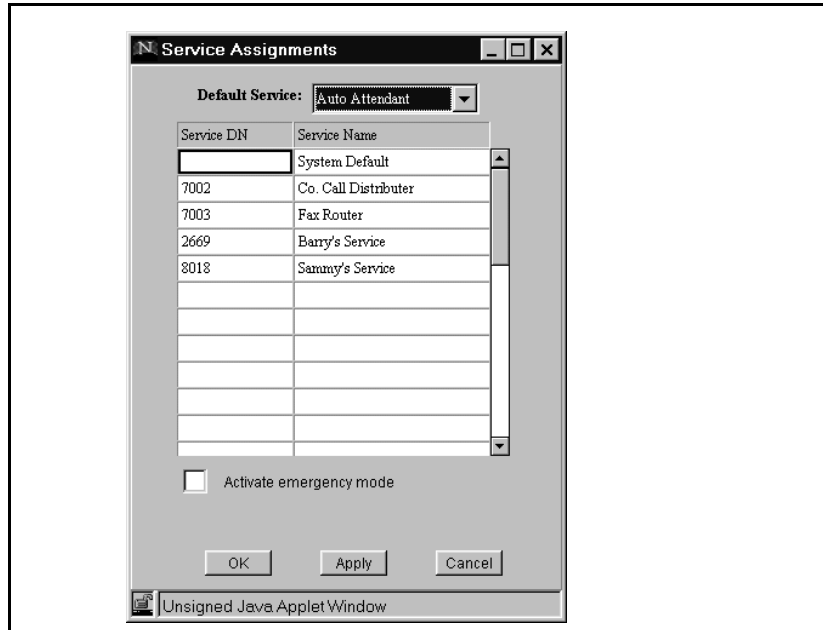 N Service Assignments
Default Service: Auto Attendant
Service DN Service Name
System Default
7002 Co. Call Distributer
7003 Fax Router
2669 Barry's Service
8018 Sammy's Service
Activate emergency mode
OK Apply Cancel
Unsigned Java Applet Window